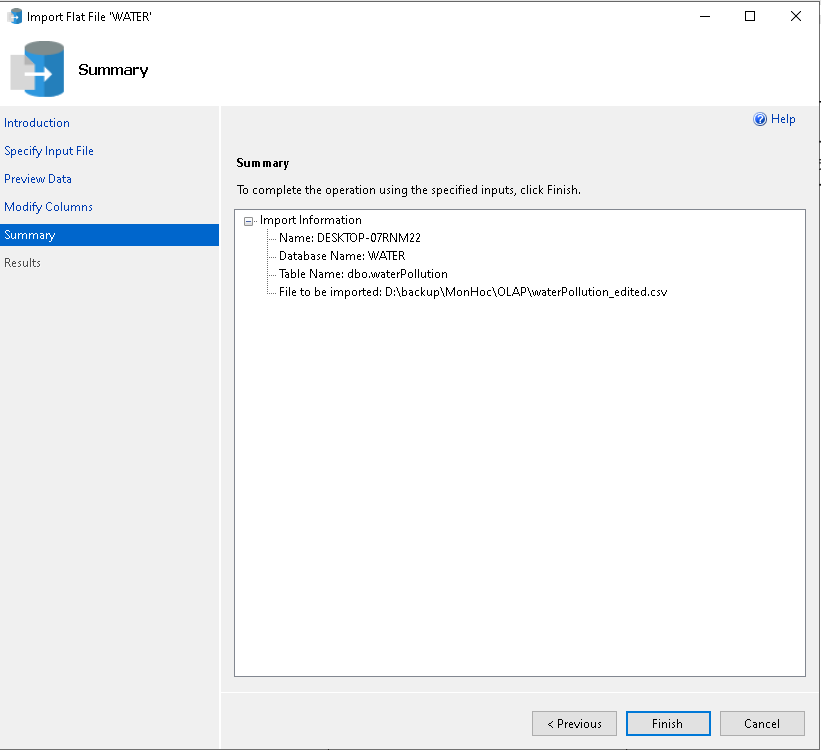 Import Flat File 'WATER'
Summary
Introduction
Specify Input File
Preview Data
Modify Columns
Summary
Results
Help
Summary
To complete the operation using the specified inputs, click Finish.
Import Information
Name: DESKTOP-07RNM22
Database Name: WATER
Table Name: dbo.waterPollution
File to be imported: D:\backup\MonHoc\OLAP\waterPollution_edited.csv
< Previous
Finish
Cancel